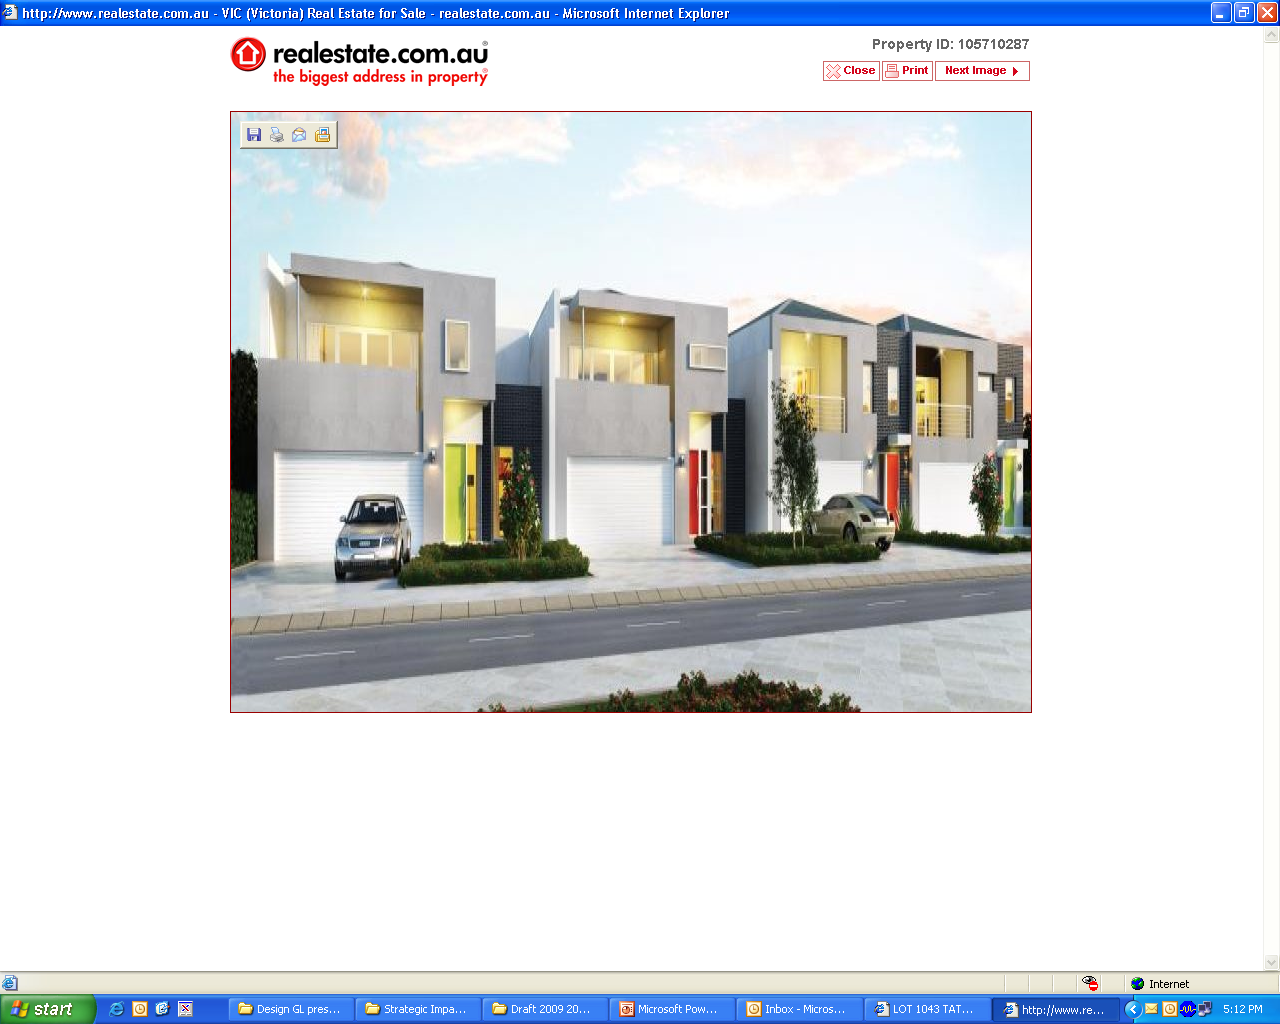 http://www.realestate.com.au - VIC (Victoria) Real Estate for Sale - realestate.com.au - Microsoft Internet Explorer
realestate.com.au®
the biggest address in property®
Property ID: 105710287
Close Print Next Image
start
Design GL pres...
Strategic Impa...
Draft 2009 20...
Microsoft Pow...
Inbox - Micros...
LOT 1043 TAT...
http://www.re...
Internet
5:12 PM